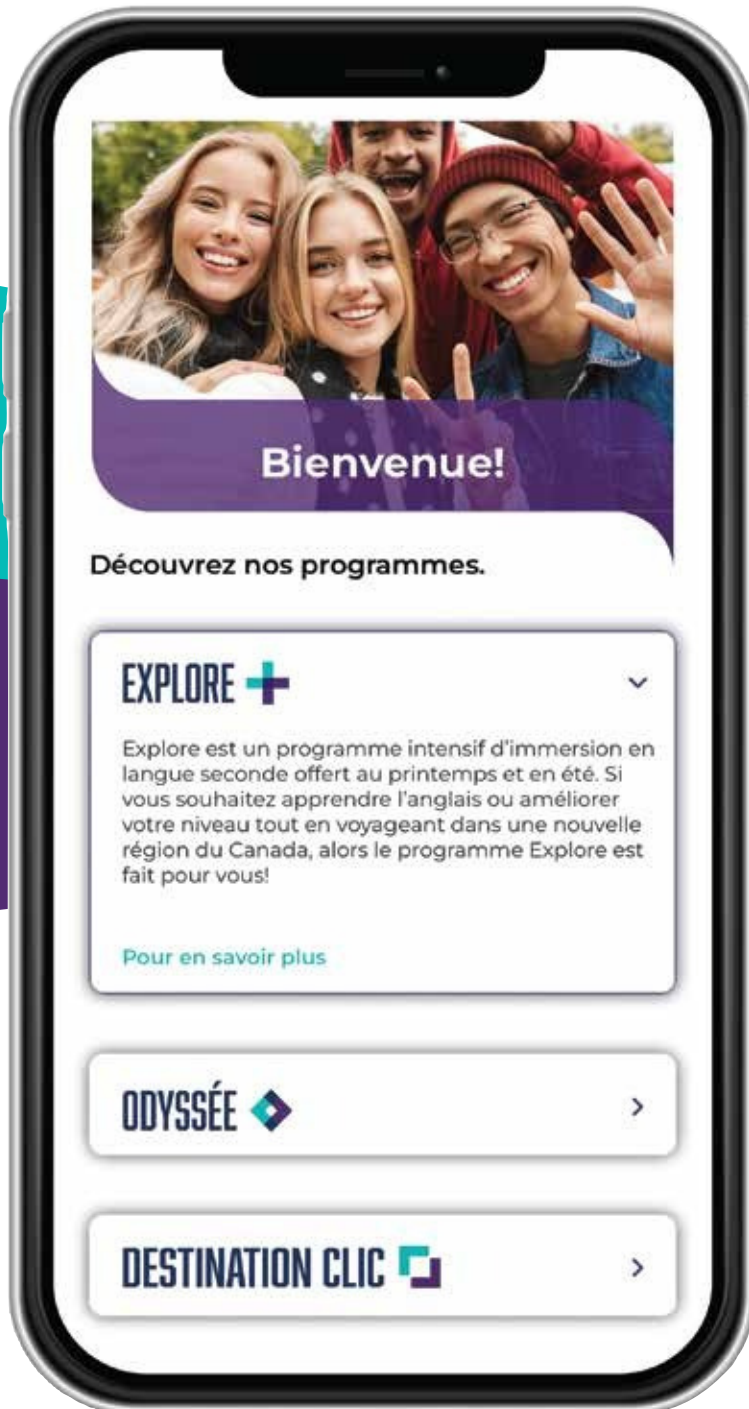 Bienvenue!
Découvrez nos programmes.
EXPLORE
Explore est un programme intensif d'immersion en
langue seconde offert au printemps et en été. Si
vous souhaitez apprendre l'anglais ou améliorer
votre niveau tout en voyageant dans une nouvelle
région du Canada, alors le programme Explore est
fait pour vous!
Pour en savoir plus
ODYSSÉE
DESTINATION CLIC